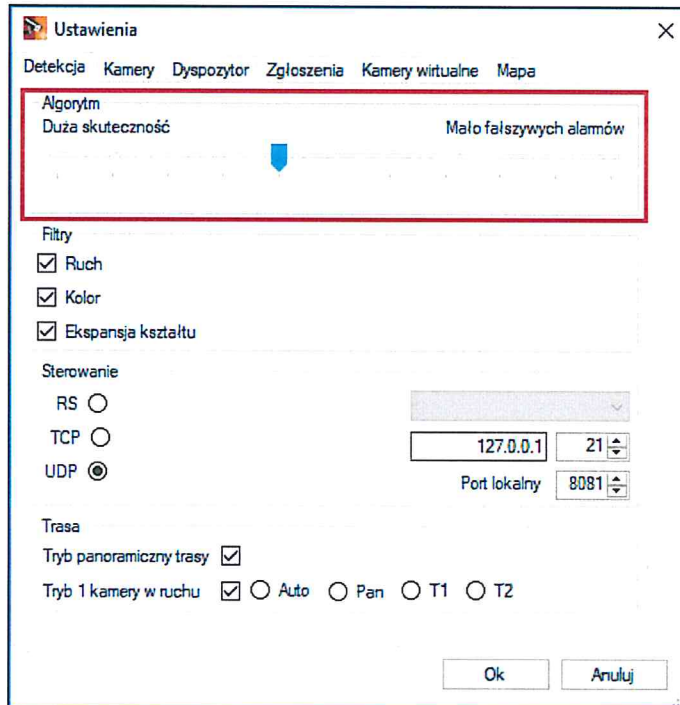 Ustawienia
Detekcja Kamery Dyspozytor Zgłoszenia Kamery wirtualne Mapa
Algorytm
Duża skuteczność Mało fałszywych alarmów
Filtry
Ruch
Kolor
Ekspansja kształtu
Sterowanie
RS
TCP 127.0.0.1 21
UDP Port lokalny 8081
Trasa
Tryb panoramiczny trasy
Tryb 1 kamery w ruchu Auto Pan T1 T2
Ok Anuluj